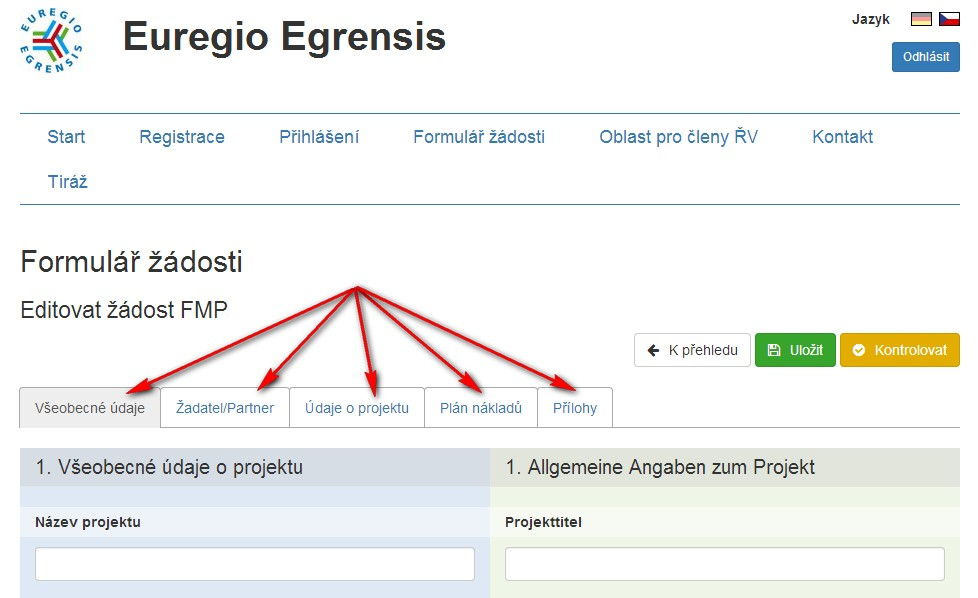 EUREGIO EGRENSIS
Euregio Egrensis
Jazyk
Odhlásit
Start Registrace Přihlášení Formulář žádosti Oblast pro členy ŘV Kontakt
Tiráž
Formulář žádosti
Editovat žádost FMP
K přehledu Uložit Kontrolovat
Všeobecné údaje Žadatel/Partner Údaje o projektu Plán nákladů Přílohy
1. Všeobecné údaje o projektu 1. Allgemeine Angaben zum Projekt
Název projektu Projekttitel